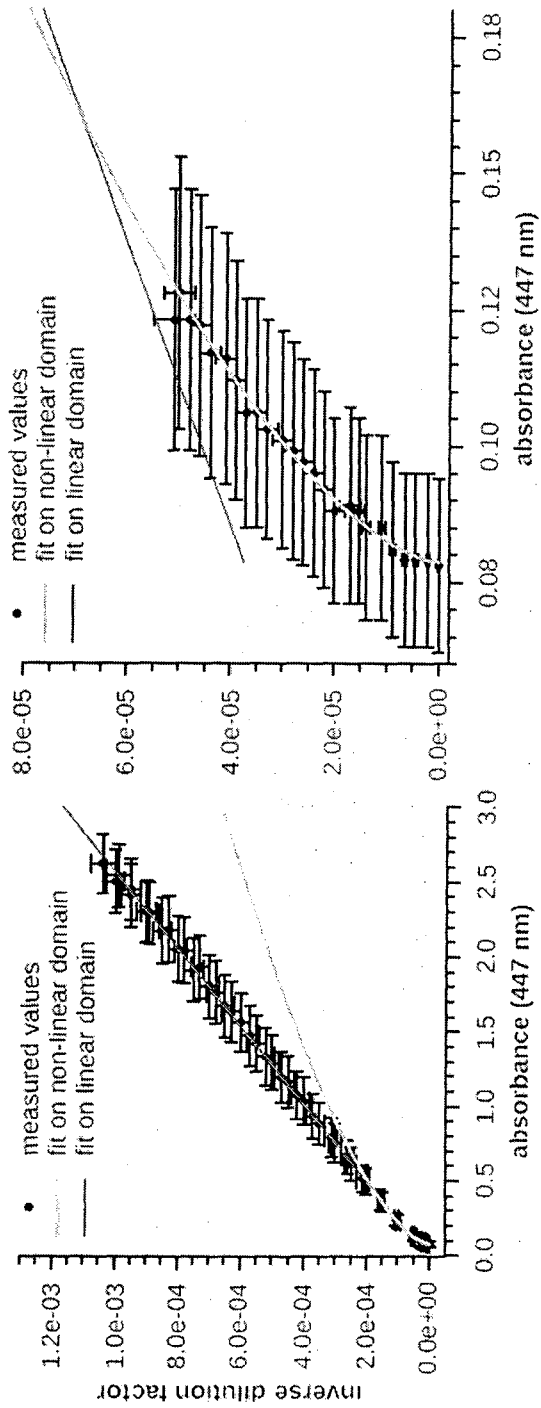 inverse dilution factor
1.2e-03
1.0e-03
8.0e-04
6.0e-04
4.0e-04
2.0e-04
0.0e+00
measured values
fit on non-linear domain
fit on linear domain
0.0 0.5 1.0 1.5 2.0 2.5 3.0
absorbance (447 nm)
8.0e-05
6.0e-05
4.0e-05
2.0e-05
0.0e+00
measured values
fit on non-linear domain
fit on linear domain
0.08 0.10 0.12 0.15 0.18
absorbance (447 nm)